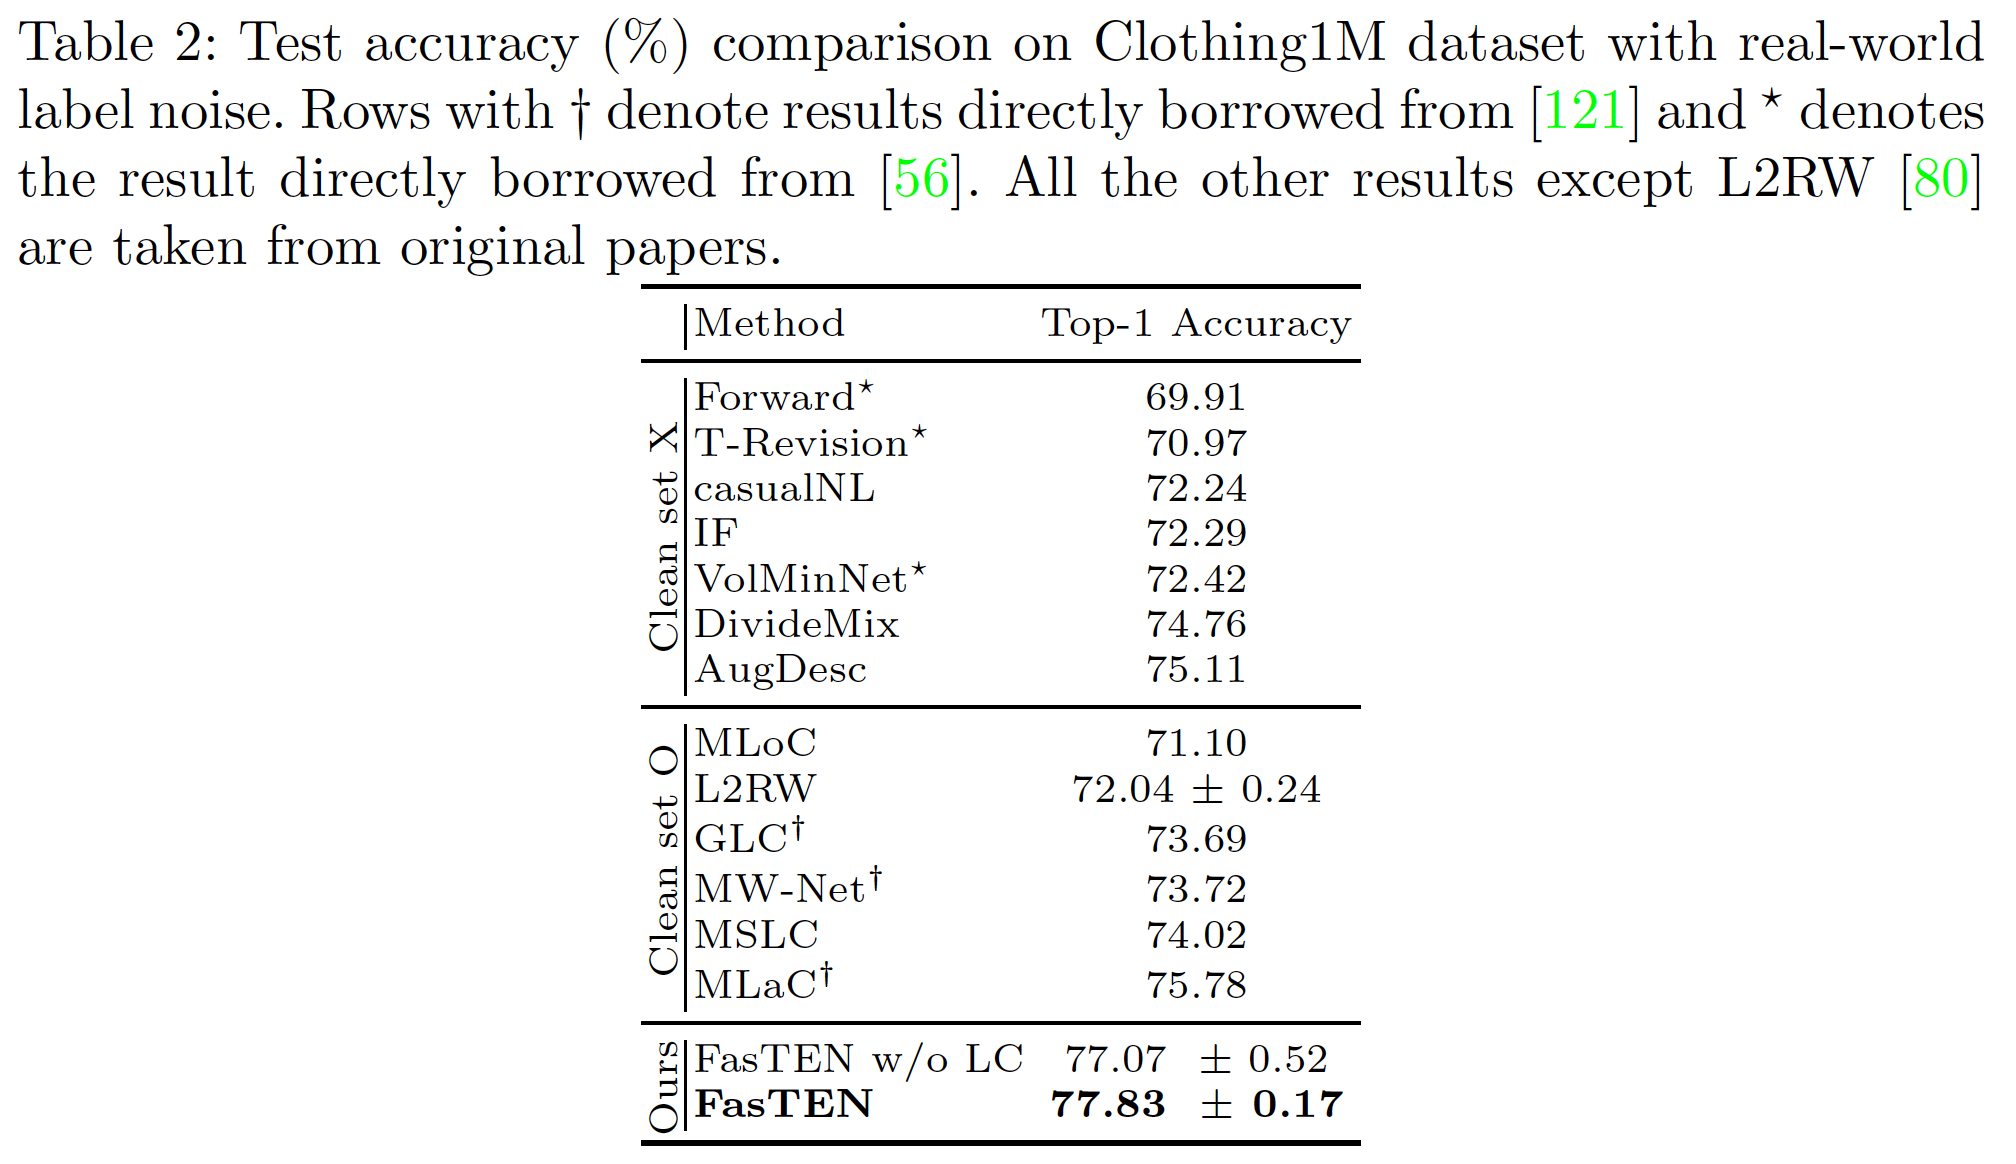 Table 2: Test accuracy (%) comparison on Clothing1M dataset with real-world
label noise. Rows with † denote results directly borrowed from [121] and ⋆ denotes
the result directly borrowed from [56]. All the other results except L2RW [80]
are taken from original papers.
Method Top-1 Accuracy
Clean set X
Forward⋆ 69.91
T-Revision⋆ 70.97
casualNL 72.24
IF 72.29
VolMinNet⋆ 72.42
DivideMix 74.76
AugDesc 75.11
Clean set O
MLoC 71.10
L2RW 72.04 ± 0.24
GLC† 73.69
MW-Net† 73.72
MSLC 74.02
MLaC† 75.78
Ours
FasTEN w/o LC 77.07 ± 0.52
FasTEN 77.83 ± 0.17